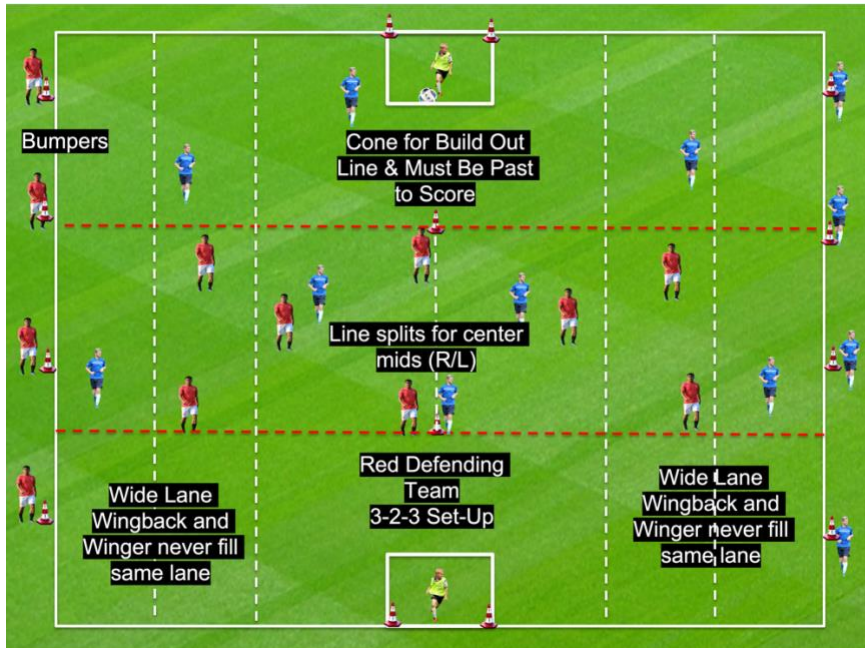 Bumpers
Cone for Build Out
Line & Must Be Past
to Score
Line splits for center
mids (R/L)
Red Defending
Team
3-2-3 Set-Up
Wide Lane
Wingback and
Winger never fill
same lane
Wide Lane
Wingback and
Winger never fill
same lane